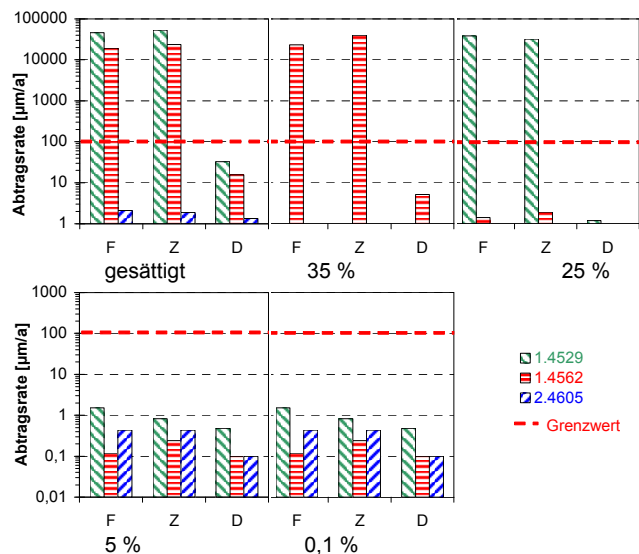 Abtragsrate [µm/a]
100000
10000
1000
100
10
1
F Z D F Z D F Z D
gesättigt 35 % 25 %
Abtragsrate [µm/a]
1000
100
10
1
0,1
0,01
F Z D F Z D
5 % 0,1 %
1.4529
1.4562
2.4605
Grenzwert